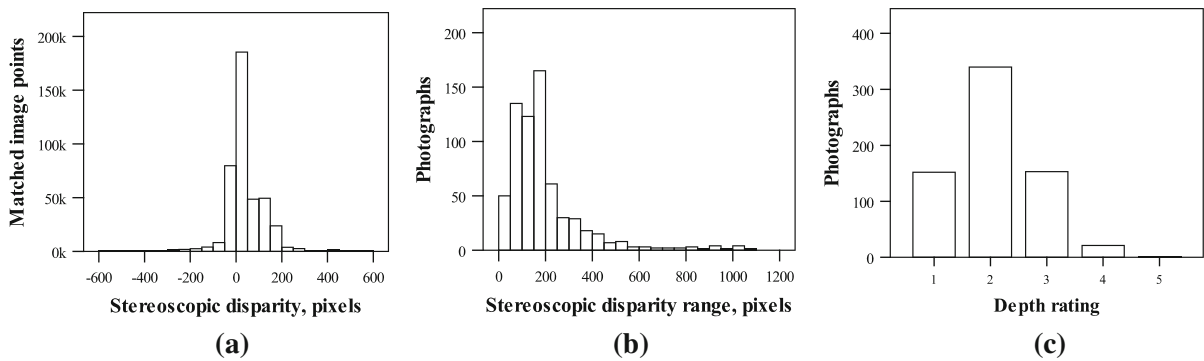 Matched image points
200k
150k
100k
50k
0k
-600 -400 -200 0 200 400 600
Stereoscopic disparity, pixels
(a)
Photographs
200
150
100
50
0
0 200 400 600 800 1000 1200
Stereoscopic disparity range, pixels
(b)
Photographs
400
300
200
100
0
1 2 3 4 5
Depth rating
(c)